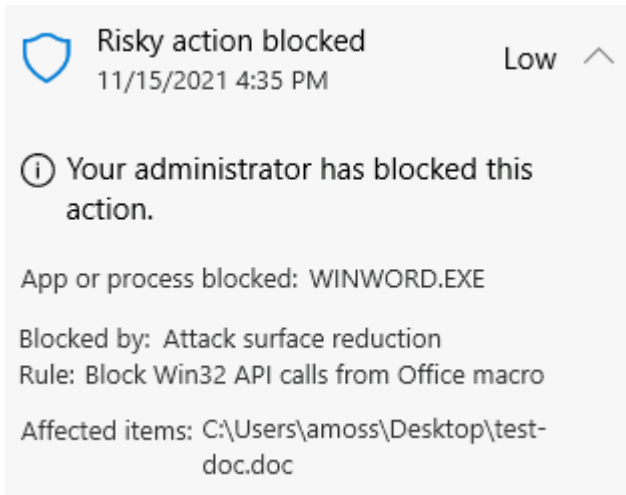 Risky action blocked
Low
11/15/2021 4:35 PM
Your administrator has blocked this
action.
App or process blocked: WINWORD.EXE
Blocked by: Attack surface reduction
Rule: Block Win32 API calls from Office macro
Affected items: C:\Users\amoss\Desktop\test-
doc.doc